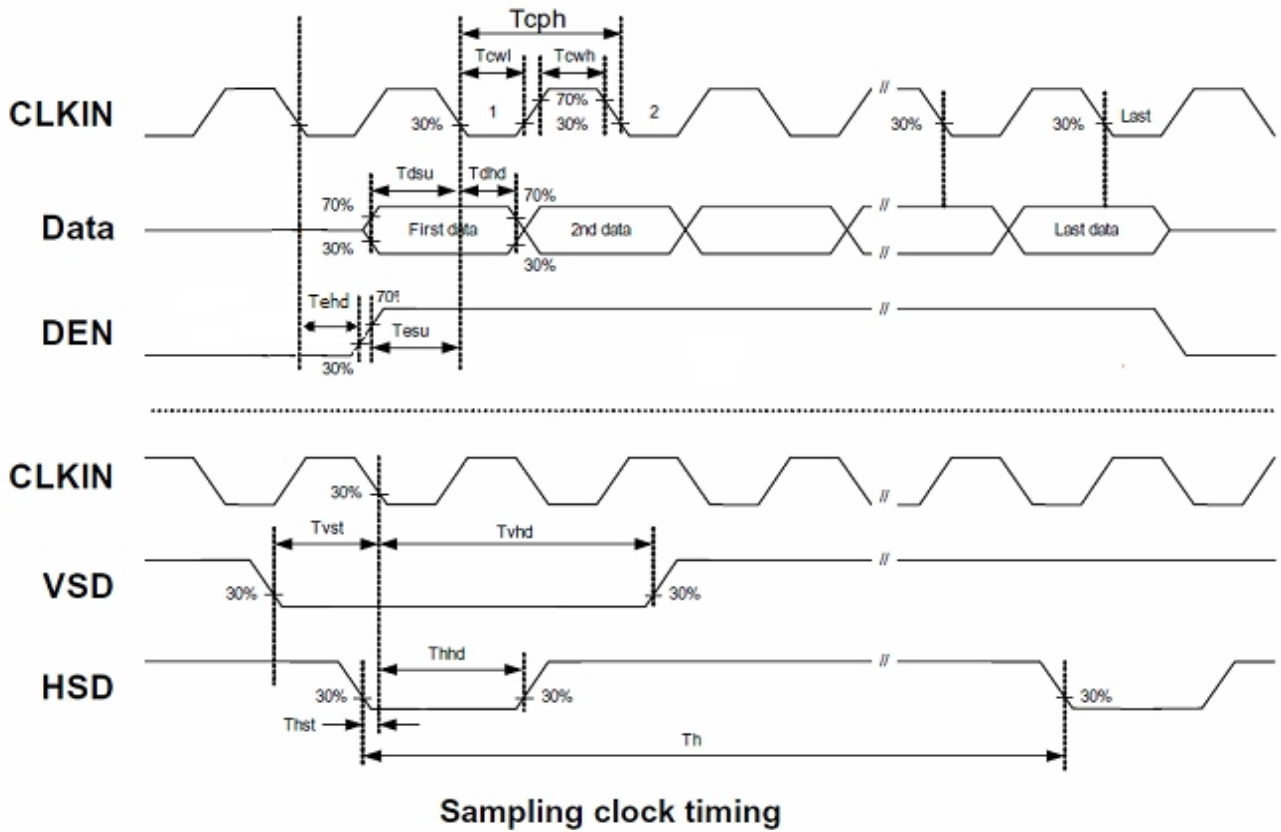 Tcph
Tcwl Tcwh
CLKIN 30% 1 70% 30% 2 // 30% 30% Last
Tdsu Tdhd
Data 70% 30% First data 70% 30% 2nd data // // Last data
DEN Tehd 70% 30% Tesu //
CLKIN 30% //
Tvst Tvhd
VSD 30% 30% //
Thhd
HSD 30% 30% // 30%
Thst
Th
Sampling clock timing